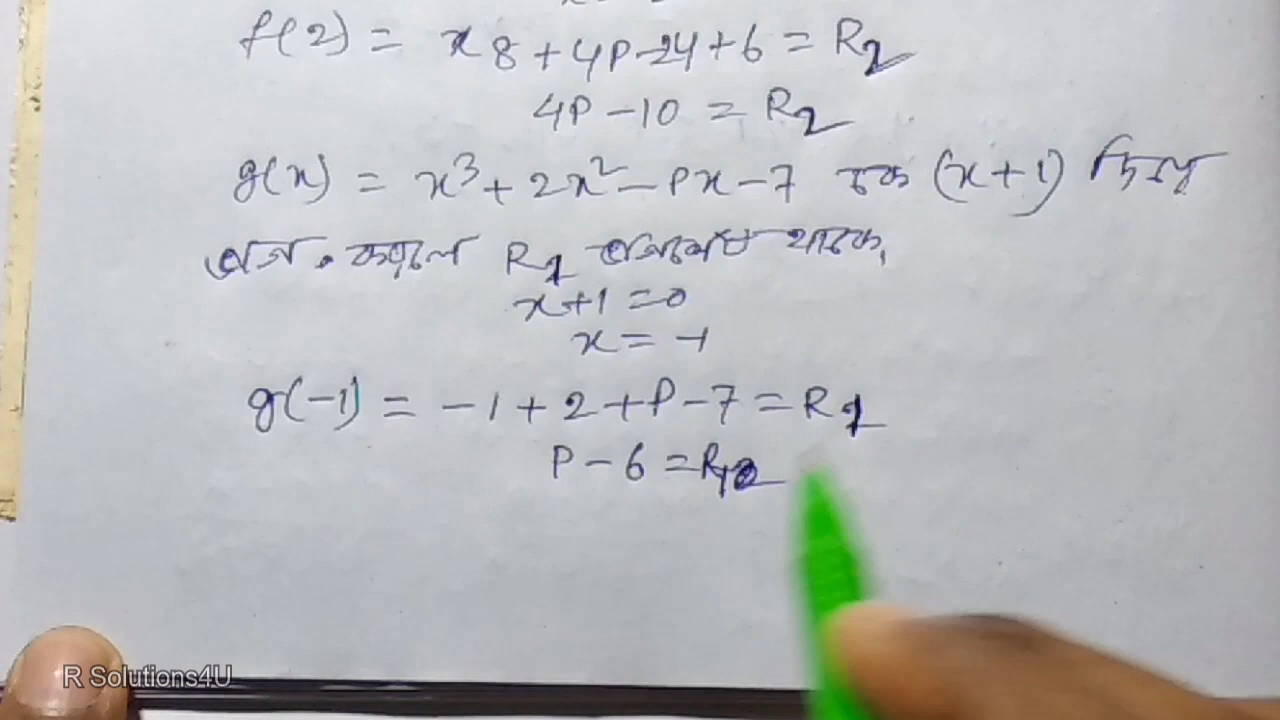 f(2) = 8 + 4P - 24 + 6 = R₂
4P - 10 = R₂
g(x) = x³ + 2x² - Px - 7 কে (x+1) দিয়ে
ভাগ করলে R₁ ভাগশেষ থাকে,
x + 1 = 0
x = -1
g(-1) = -1 + 2 + P - 7 = R₁
P - 6 = R₁
R Solutions4U